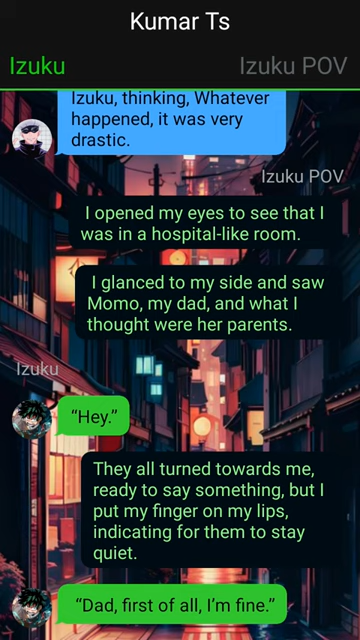 Kumar Ts
Izuku Izuku POV
Izuku, thinking, Whatever
happened, it was very
drastic.
Izuku POV
I opened my eyes to see that I
was in a hospital-like room.
I glanced to my side and saw
Momo, my dad, and what I
thought were her parents.
Izuku
“Hey.”
They all turned towards me,
ready to say something, but I
put my finger on my lips,
indicating for them to stay
quiet.
“Dad, first of all, I’m fine.”